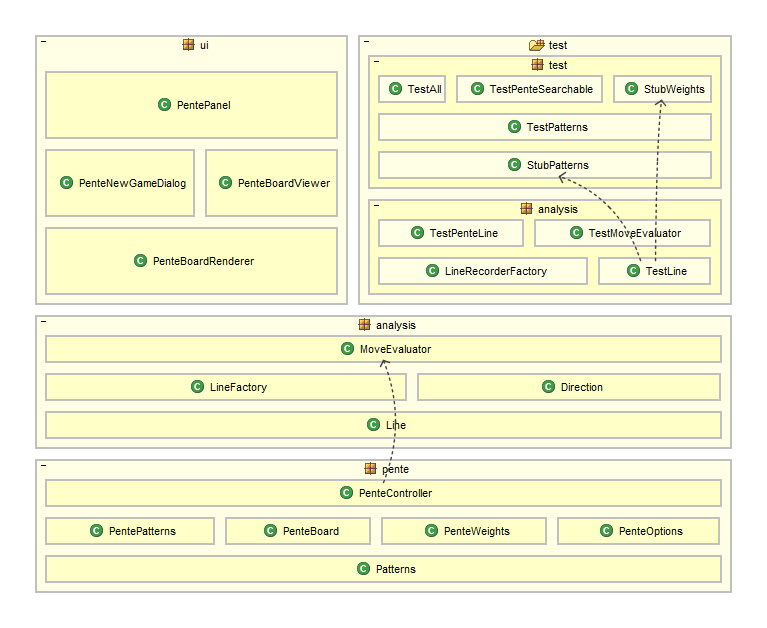 ui
PentePanel
PenteNewGameDialog
PenteBoardViewer
PenteBoardRenderer
test
test
TestAll
TestPenteSearchable
StubWeights
TestPatterns
StubPatterns
analysis
TestPenteLine
TestMoveEvaluator
LineRecorderFactory
TestLine
analysis
MoveEvaluator
LineFactory
Direction
Line
pente
PenteController
PentePatterns
PenteBoard
PenteWeights
PenteOptions
Patterns